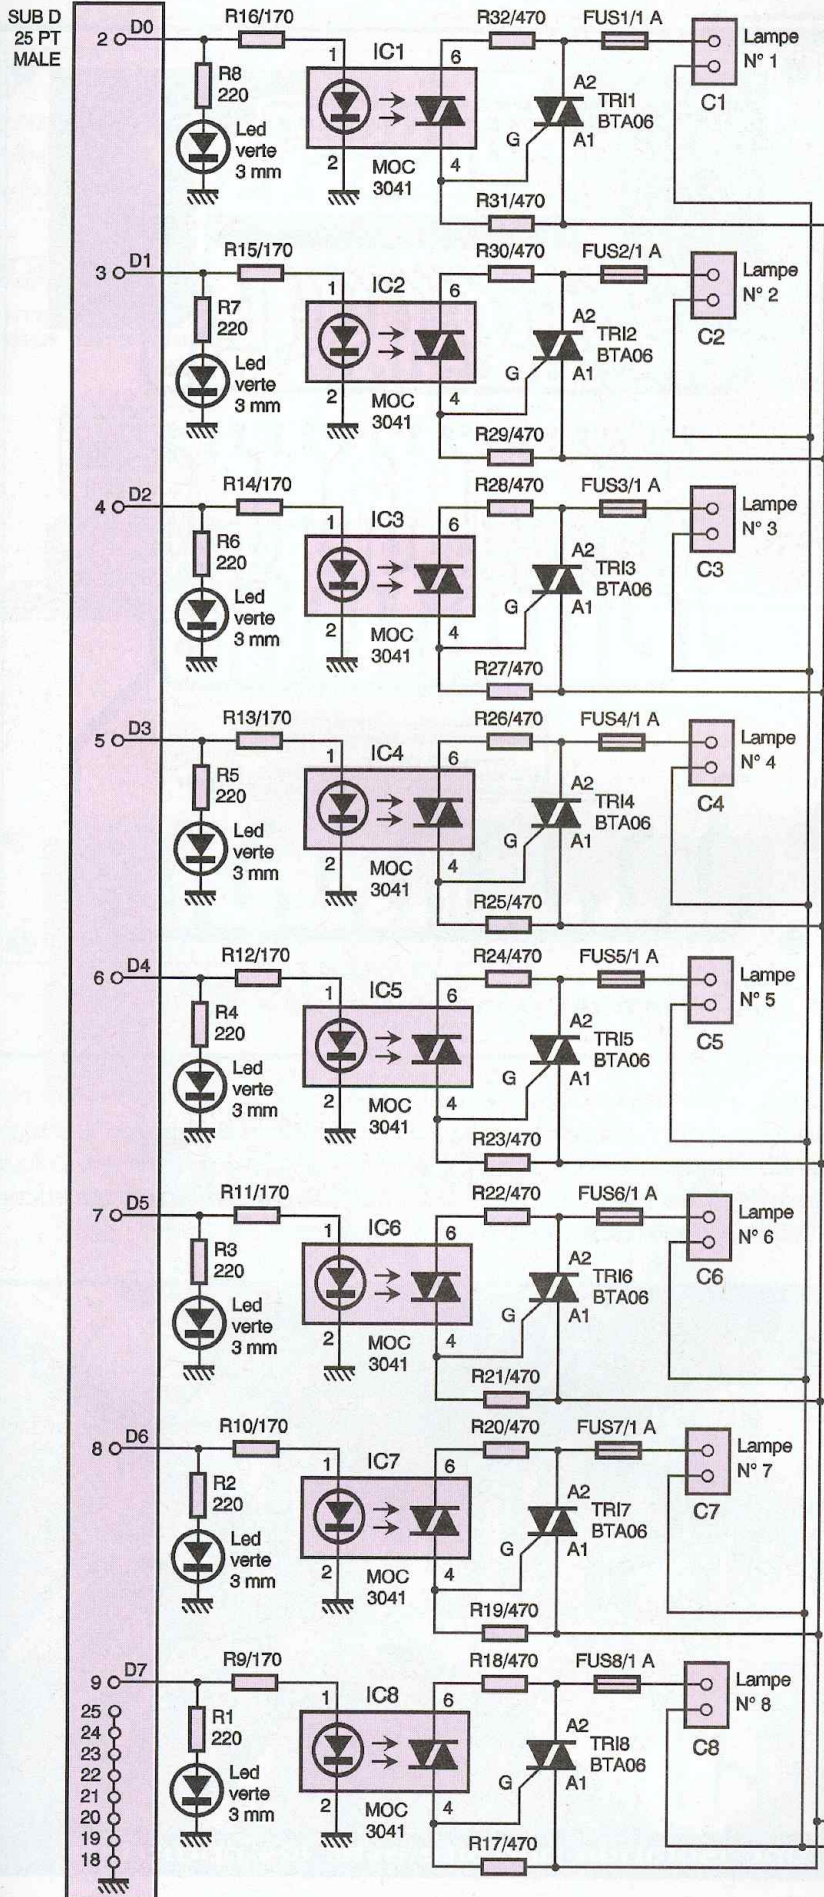 SUB D
25 PT
MALE
2 D0
R16/170
R8
220
Led
verte
3 mm
1
2
IC1
MOC
3041
6
4
R32/470
R31/470
FUS1/1 A
A2
TRI1
BTA06
G
A1
C1
Lampe
N° 1
3 D1
R15/170
R7
220
Led
verte
3 mm
1
2
IC2
MOC
3041
6
4
R30/470
R29/470
FUS2/1 A
A2
TRI2
BTA06
G
A1
C2
Lampe
N° 2
4 D2
R14/170
R6
220
Led
verte
3 mm
1
2
IC3
MOC
3041
6
4
R28/470
R27/470
FUS3/1 A
A2
TRI3
BTA06
G
A1
C3
Lampe
N° 3
5 D3
R13/170
R5
220
Led
verte
3 mm
1
2
IC4
MOC
3041
6
4
R26/470
R25/470
FUS4/1 A
A2
TRI4
BTA06
G
A1
C4
Lampe
N° 4
6 D4
R12/170
R4
220
Led
verte
3 mm
1
2
IC5
MOC
3041
6
4
R24/470
R23/470
FUS5/1 A
A2
TRI5
BTA06
G
A1
C5
Lampe
N° 5
7 D5
R11/170
R3
220
Led
verte
3 mm
1
2
IC6
MOC
3041
6
4
R22/470
R21/470
FUS6/1 A
A2
TRI6
BTA06
G
A1
C6
Lampe
N° 6
8 D6
R10/170
R2
220
Led
verte
3 mm
1
2
IC7
MOC
3041
6
4
R20/470
R19/470
FUS7/1 A
A2
TRI7
BTA06
G
A1
C7
Lampe
N° 7
9 D7
R9/170
R1
220
Led
verte
3 mm
1
2
IC8
MOC
3041
6
4
R18/470
R17/470
FUS8/1 A
A2
TRI8
BTA06
G
A1
C8
Lampe
N° 8
25
24
23
22
21
20
19
18